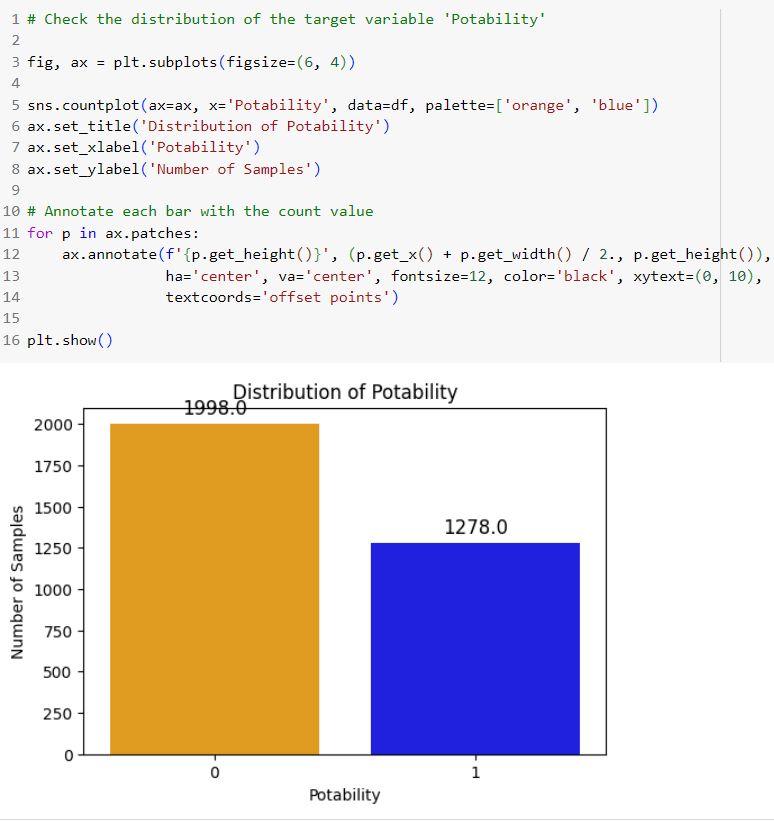 1 # Check the distribution of the target variable 'Potability'
2
3 fig, ax = plt.subplots(figsize=(6, 4))
4
5 sns.countplot(ax=ax, x='Potability', data=df, palette=['orange', 'blue'])
6 ax.set_title('Distribution of Potability')
7 ax.set_xlabel('Potability')
8 ax.set_ylabel('Number of Samples')
9
10 # Annotate each bar with the count value
11 for p in ax.patches:
12     ax.annotate(f'{p.get_height()}', (p.get_x() + p.get_width() / 2., p.get_height()),
13                 ha='center', va='center', fontsize=12, color='black', xytext=(0, 10),
14                 textcoords='offset points')
15
16 plt.show()
Distribution of Potability
1998.0
1278.0
Number of Samples
2000
1750
1500
1250
1000
750
500
250
0
0 1
Potability